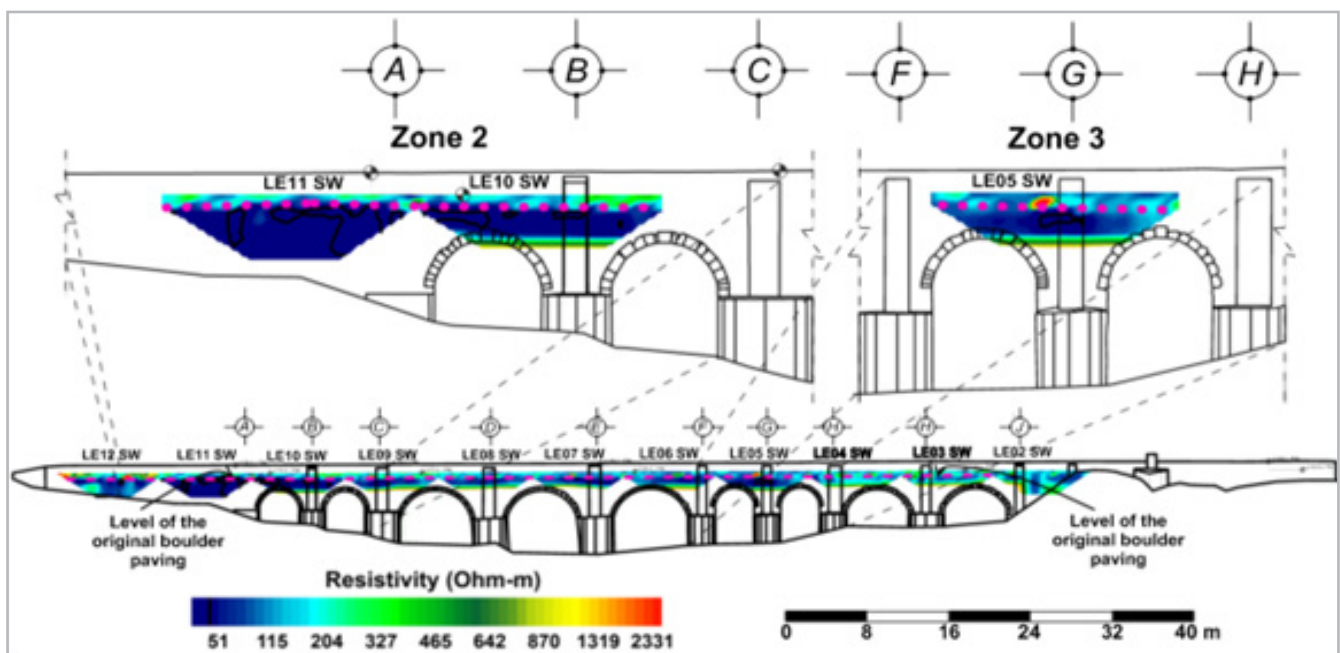 A B C F G H
Zone 2 Zone 3
LE11 SW LE10 SW LE05 SW
A B C D E F G H H J
LE12 SW LE11 SW LE10 SW LE09 SW LE08 SW LE07 SW LE06 SW LE05 SW LE04 SW LE03 SW LE02 SW
Level of the
original boulder
paving
Level of the
original boulder
paving
Resistivity (Ohm-m)
51 115 204 327 465 642 870 1319 2331
0 8 16 24 32 40 m